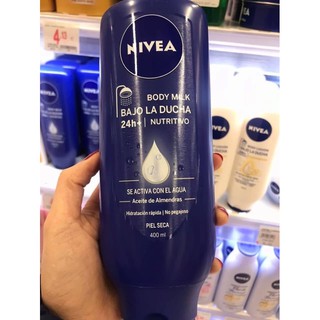 NIVEA
BODY MILK
BAJO LA DUCHA
24h+ NUTRITIVO
SE ACTIVA CON EL AGUA
Aceite de Almendras
Hidratación rápida | No pegajoso
PIEL SECA
400 ml
NIVEA
NIVEA